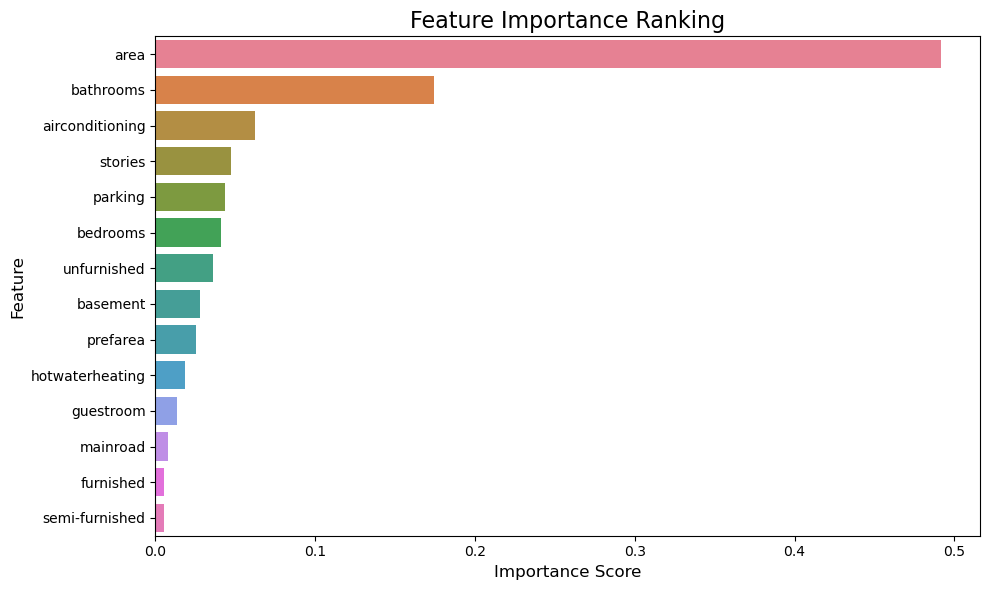 Feature Importance Ranking
Feature
area
bathrooms
airconditioning
stories
parking
bedrooms
unfurnished
basement
prefarea
hotwaterheating
guestroom
mainroad
furnished
semi-furnished
0.0 0.1 0.2 0.3 0.4 0.5
Importance Score